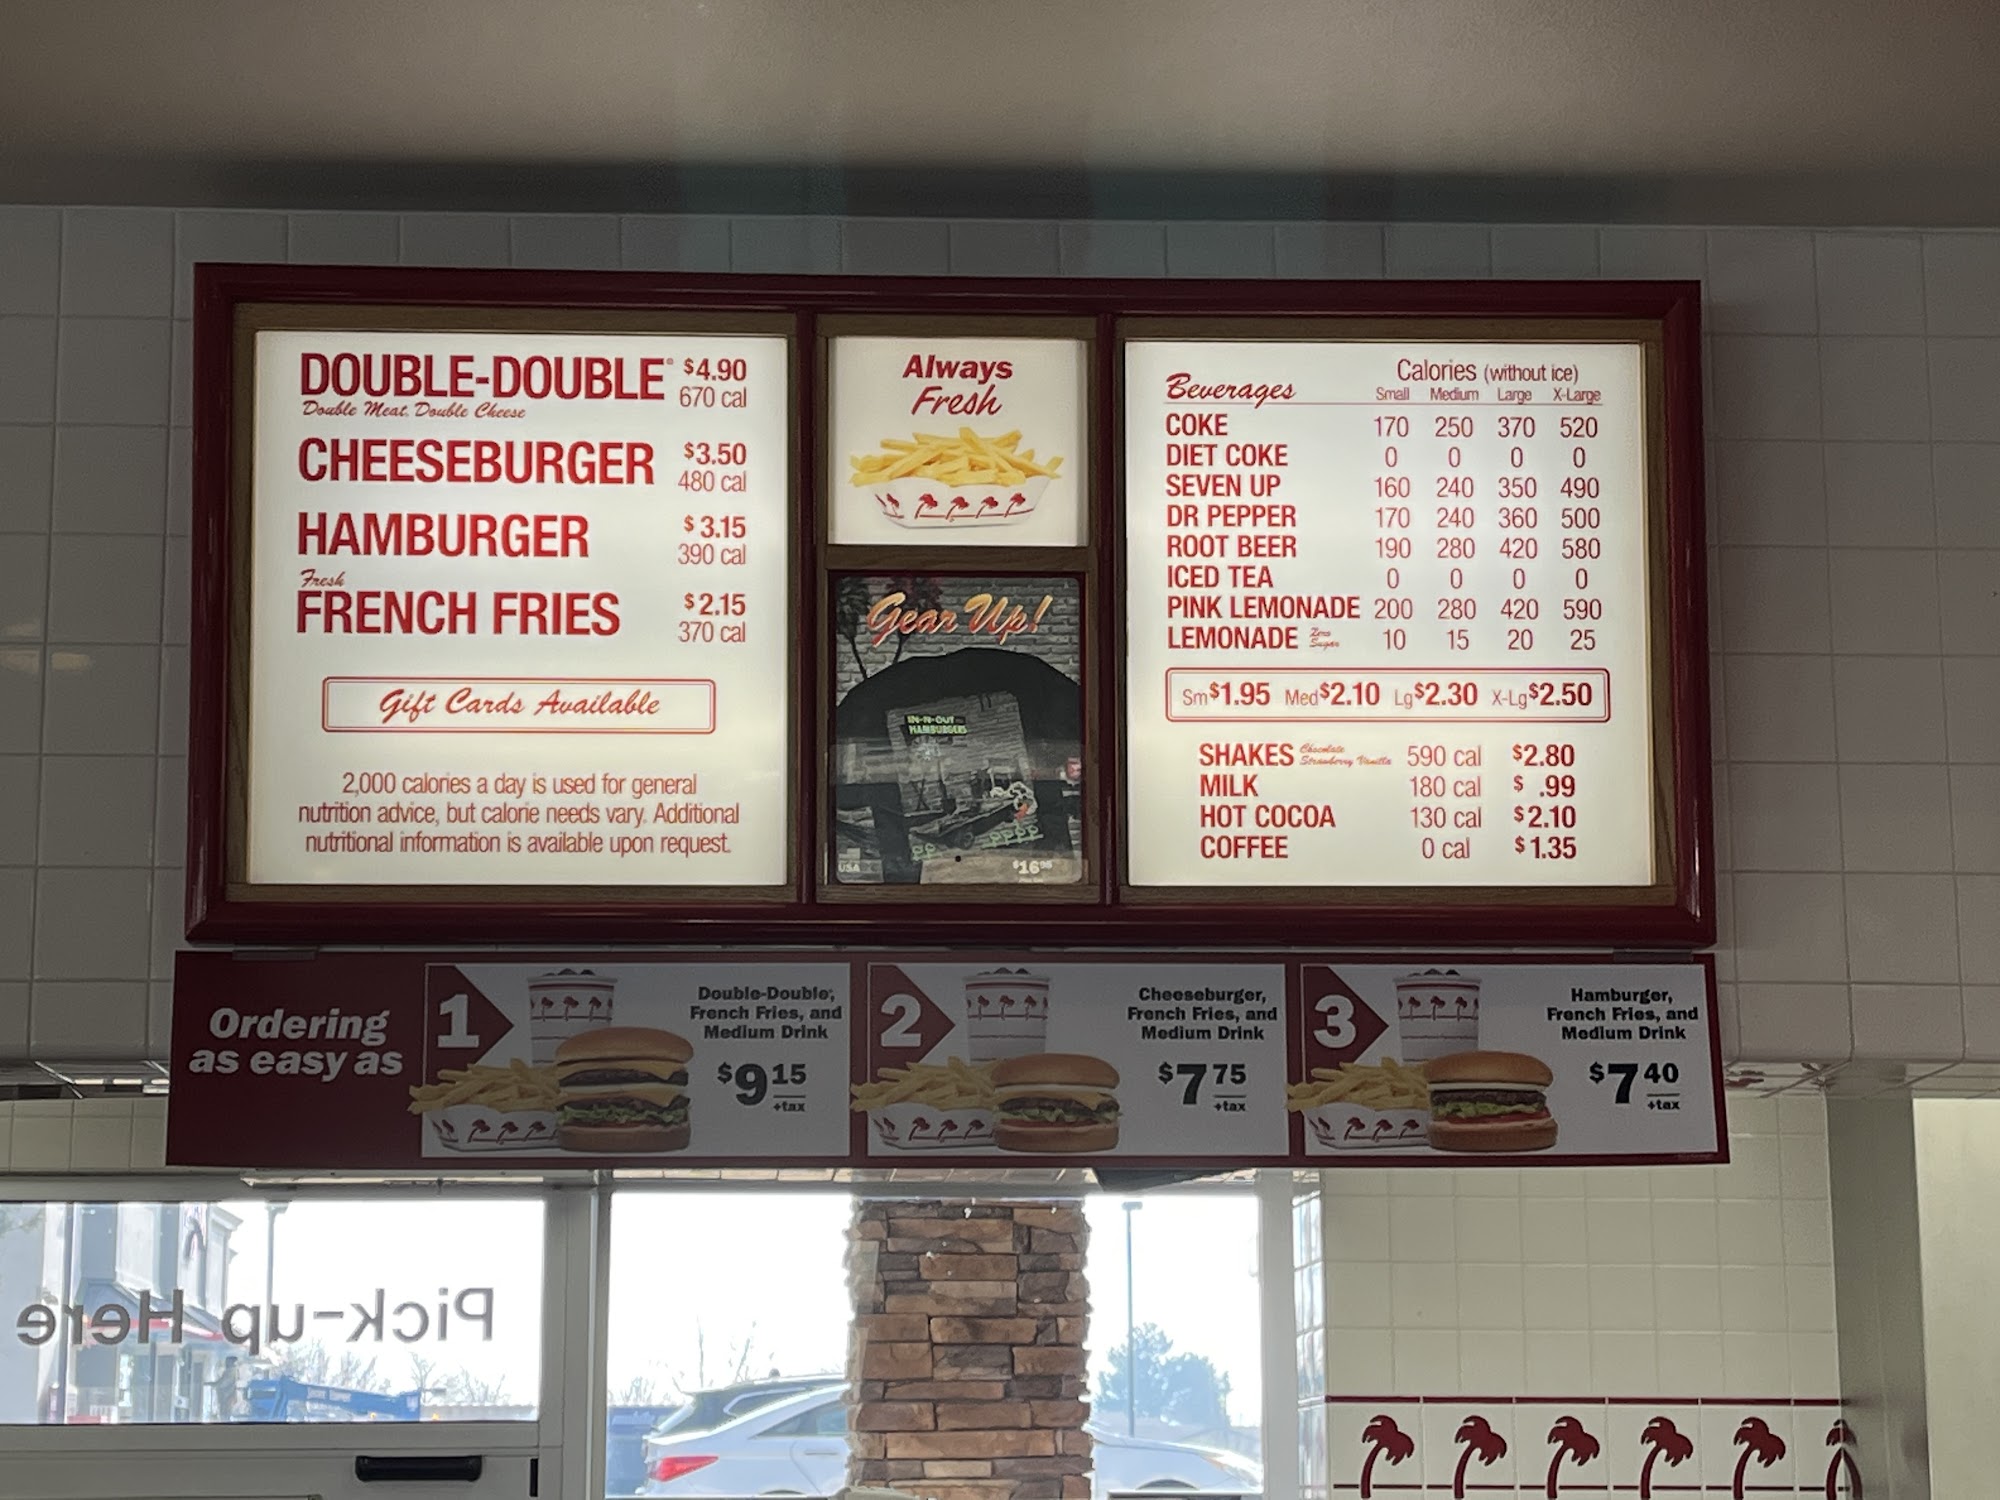 DOUBLE-DOUBLE® $4.90
Double Meat, Double Cheese 670 cal
CHEESEBURGER $3.50
480 cal
HAMBURGER $3.15
390 cal
Fresh
FRENCH FRIES $2.15
370 cal
Gift Cards Available
2,000 calories a day is used for general
nutrition advice, but calorie needs vary. Additional
nutritional information is available upon request.
Always
Fresh
Gear Up!
IN-N-OUT
HAMBURGERS
USA
$16
Beverages Calories (without ice)
Small Medium Large X-Large
COKE 170 250 370 520
DIET COKE 0 0 0 0
SEVEN UP 160 240 350 490
DR PEPPER 170 240 360 500
ROOT BEER 190 280 420 580
ICED TEA 0 0 0 0
PINK LEMONADE 200 280 420 590
LEMONADE Zero Sugar 10 15 20 25
Sm $1.95 Med $2.10 Lg $2.30 X-Lg $2.50
SHAKES Chocolate Strawberry Vanilla 590 cal $2.80
MILK 180 cal $ .99
HOT COCOA 130 cal $2.10
COFFEE 0 cal $1.35
Ordering
as easy as
1
Double-Double®,
French Fries, and
Medium Drink
$9 15
+tax
2
Cheeseburger,
French Fries, and
Medium Drink
$7 75
+tax
3
Hamburger,
French Fries, and
Medium Drink
$7 40
+tax
Pick-up Here